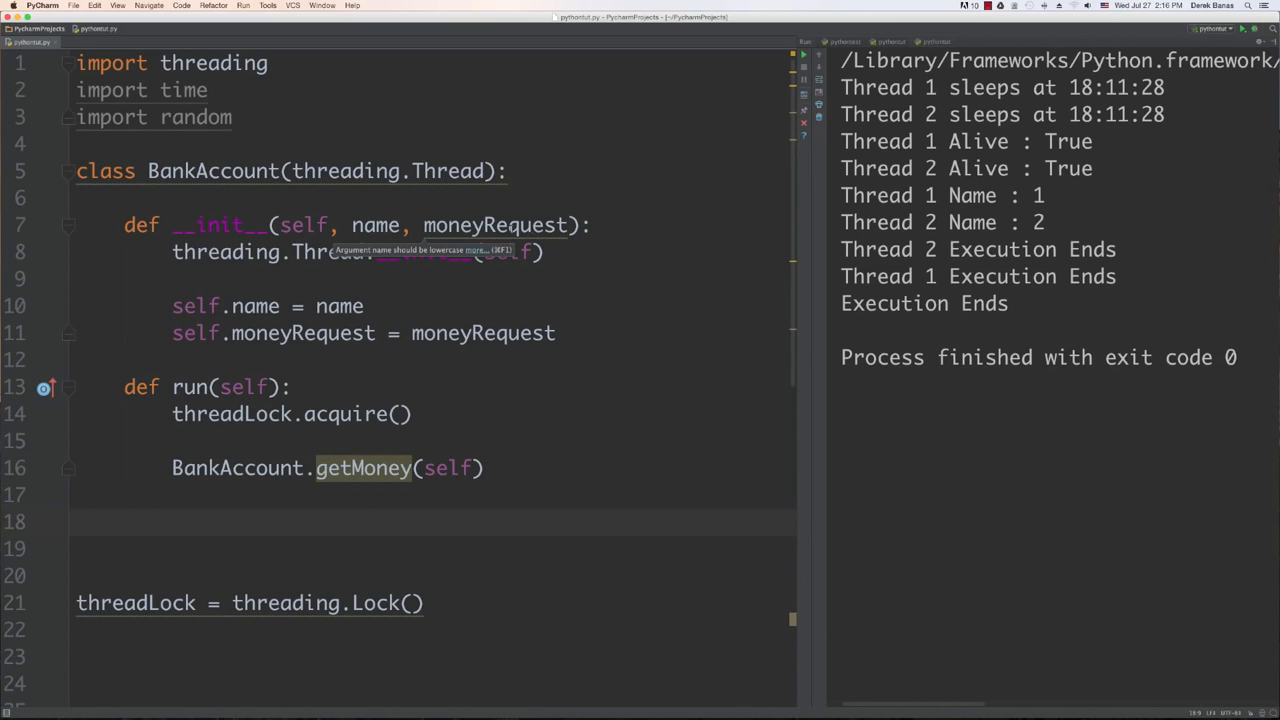 PyCharm File Edit View Navigate Code Refactor Run Tools VCS Window Help
10 Wed Jul 27 2:16 PM Derek Banas
pythontut.py - PycharmProjects - [~/PycharmProjects]
PycharmProjects pythontut.py
pythontut
pythontut.py
Run: pythontest pythontut pythontut
1 import threading
2 import time
3 import random
4
5 class BankAccount(threading.Thread):
6
7 def __init__(self, name, moneyRequest):
Argument name should be lowercase more... (⌘F1)
8 threading.Thread.__init__(self)
9
10 self.name = name
11 self.moneyRequest = moneyRequest
12
13 def run(self):
14 threadLock.acquire()
15
16 BankAccount.getMoney(self)
17
18
19
20
21 threadLock = threading.Lock()
22
23
24
/Library/Frameworks/Python.framework/
Thread 1 sleeps at 18:11:28
Thread 2 sleeps at 18:11:28
Thread 1 Alive : True
Thread 2 Alive : True
Thread 1 Name : 1
Thread 2 Name : 2
Thread 2 Execution Ends
Thread 1 Execution Ends
Execution Ends
Process finished with exit code 0
18:9 LF÷ UTF-8÷